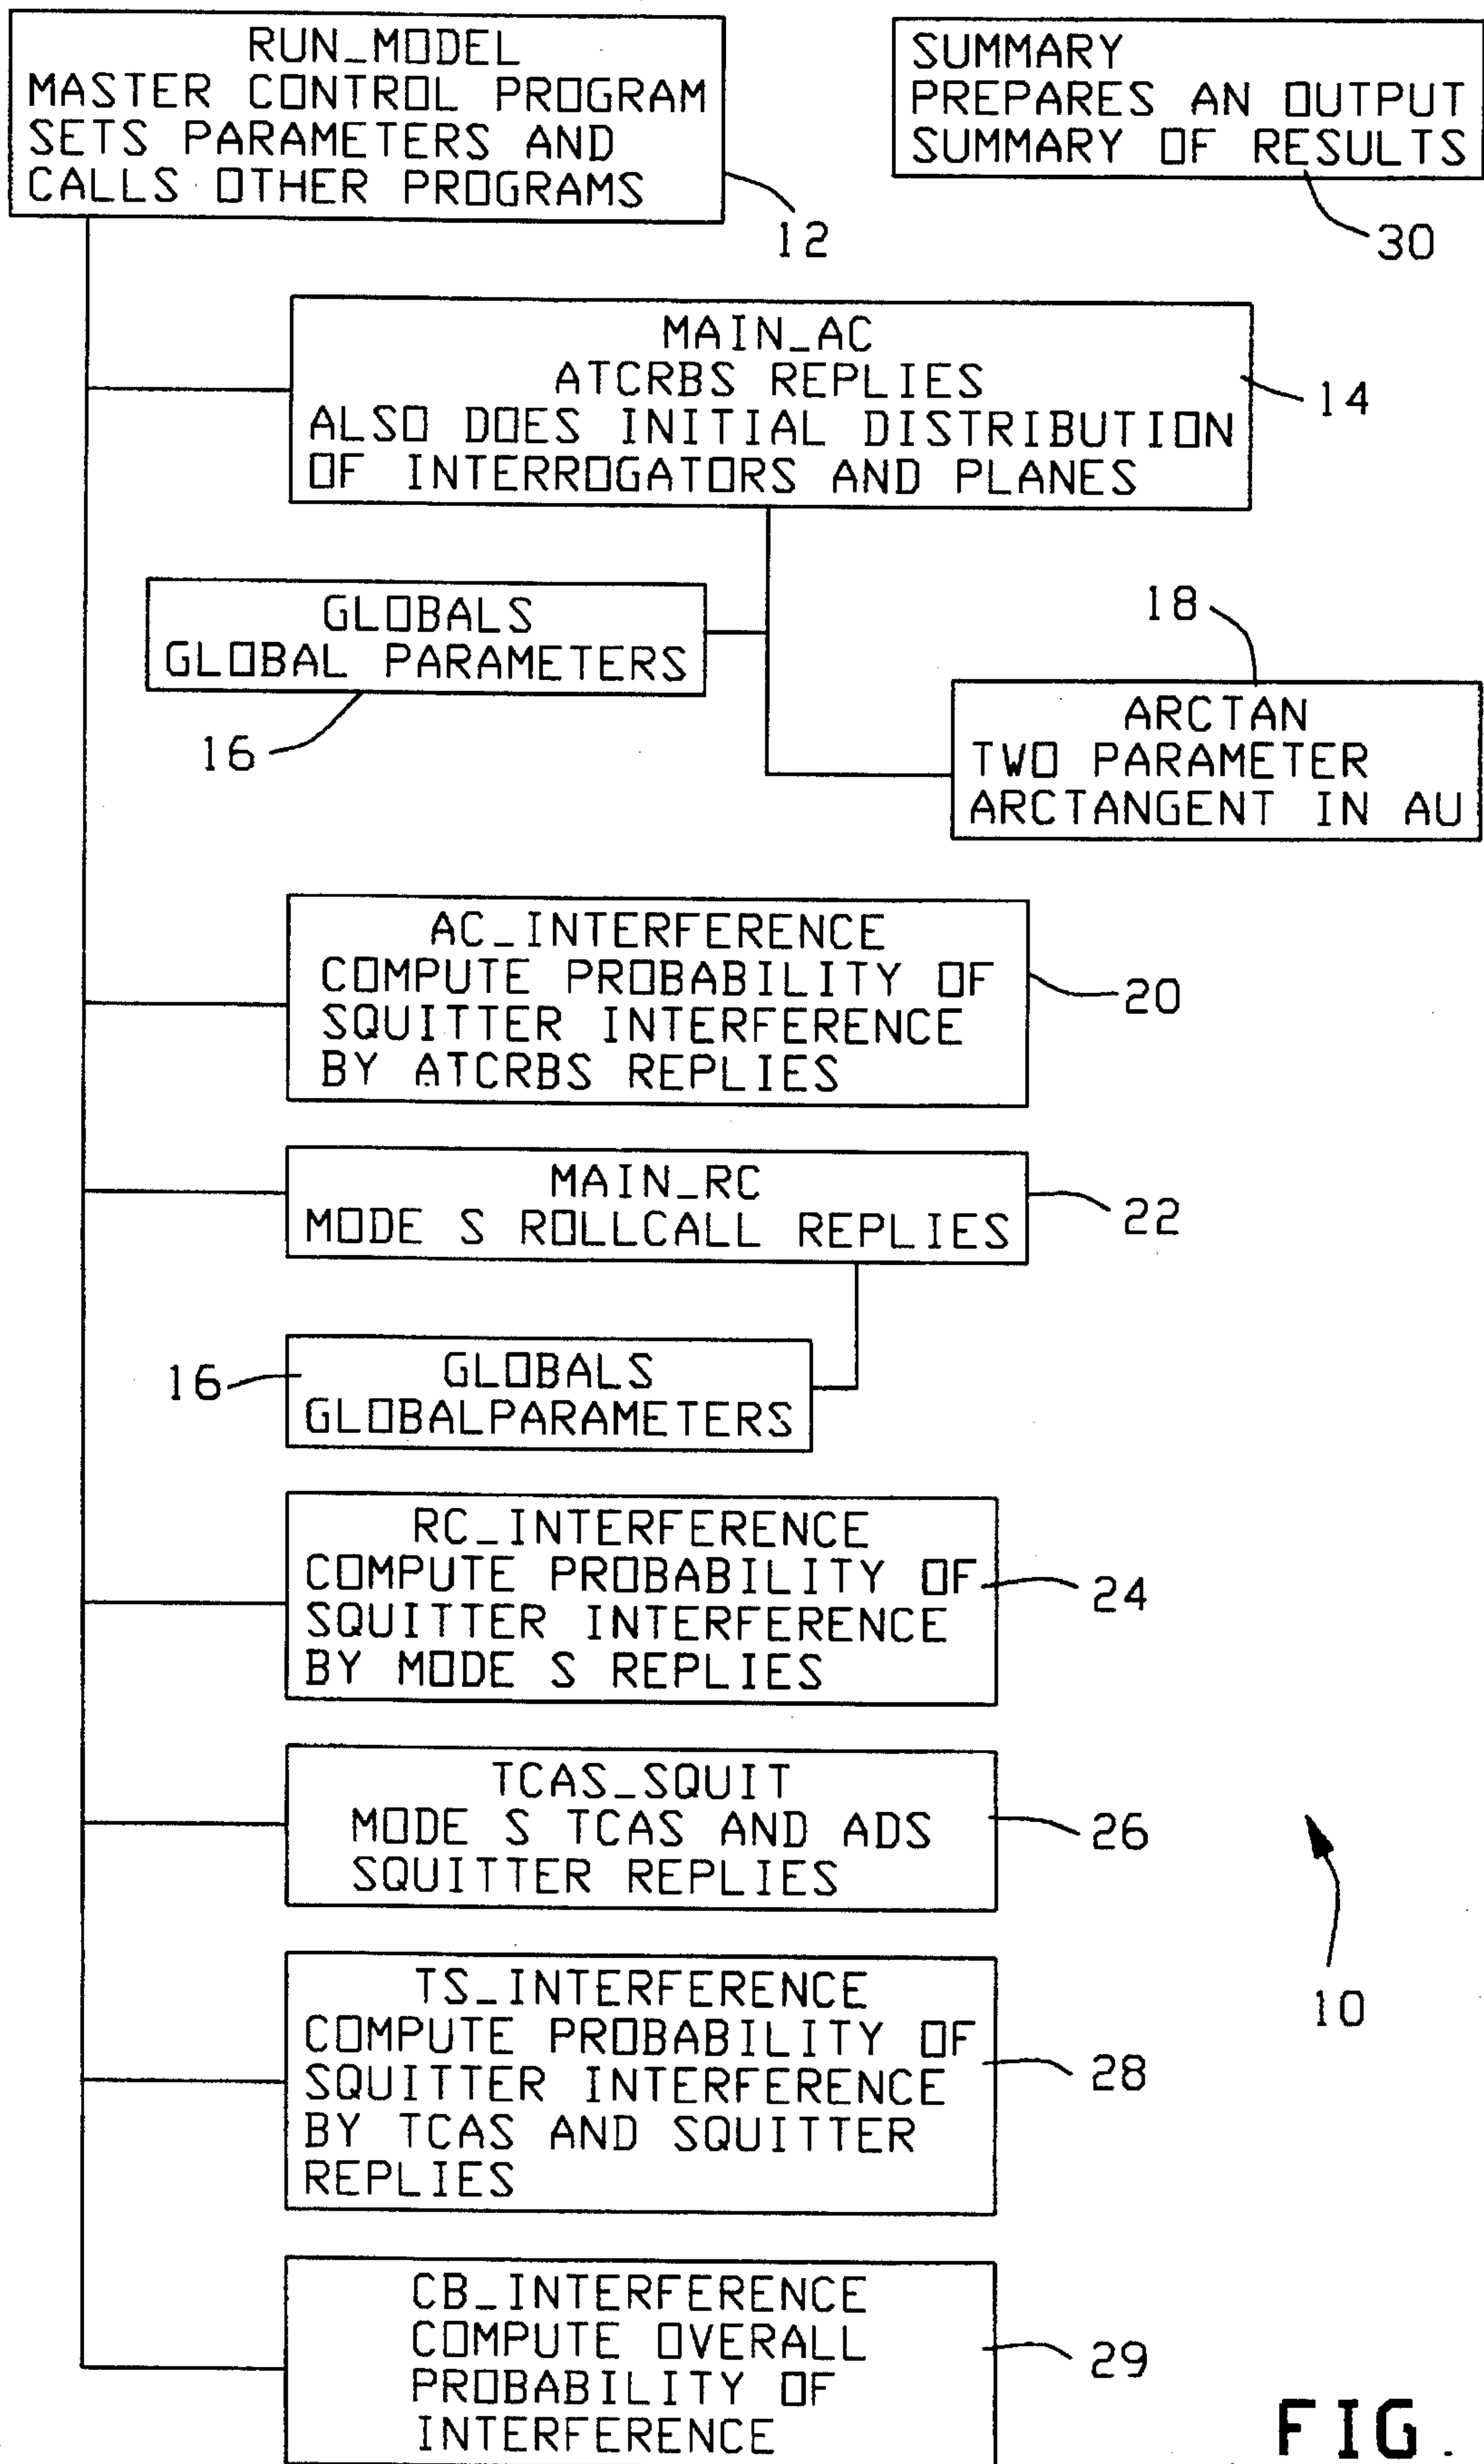 RUN_MODEL
MASTER CONTROL PROGRAM
SETS PARAMETERS AND
CALLS OTHER PROGRAMS
12
SUMMARY
PREPARES AN OUTPUT
SUMMARY OF RESULTS
30
MAIN_AC
ATCRBS REPLIES
ALSO DOES INITIAL DISTRIBUTION
OF INTERROGATORS AND PLANES
14
GLOBALS
GLOBAL PARAMETERS
16
18
ARCTAN
TWO PARAMETER
ARCTANGENT IN AU
AC_INTERFERENCE
COMPUTE PROBABILITY OF
SQUITTER INTERFERENCE
BY ATCRBS REPLIES
20
MAIN_RC
MODE S ROLLCALL REPLIES
22
16
GLOBALS
GLOBALPARAMETERS
RC_INTERFERENCE
COMPUTE PROBABILITY OF
SQUITTER INTERFERENCE
BY MODE S REPLIES
24
TCAS_SQUIT
MODE S TCAS AND ADS
SQUITTER REPLIES
26
10
TS_INTERFERENCE
COMPUTE PROBABILITY OF
SQUITTER INTERFERENCE
BY TCAS AND SQUITTER
REPLIES
28
CB_INTERFERENCE
COMPUTE OVERALL
PROBABILITY OF
INTERFERENCE
29
FIG.